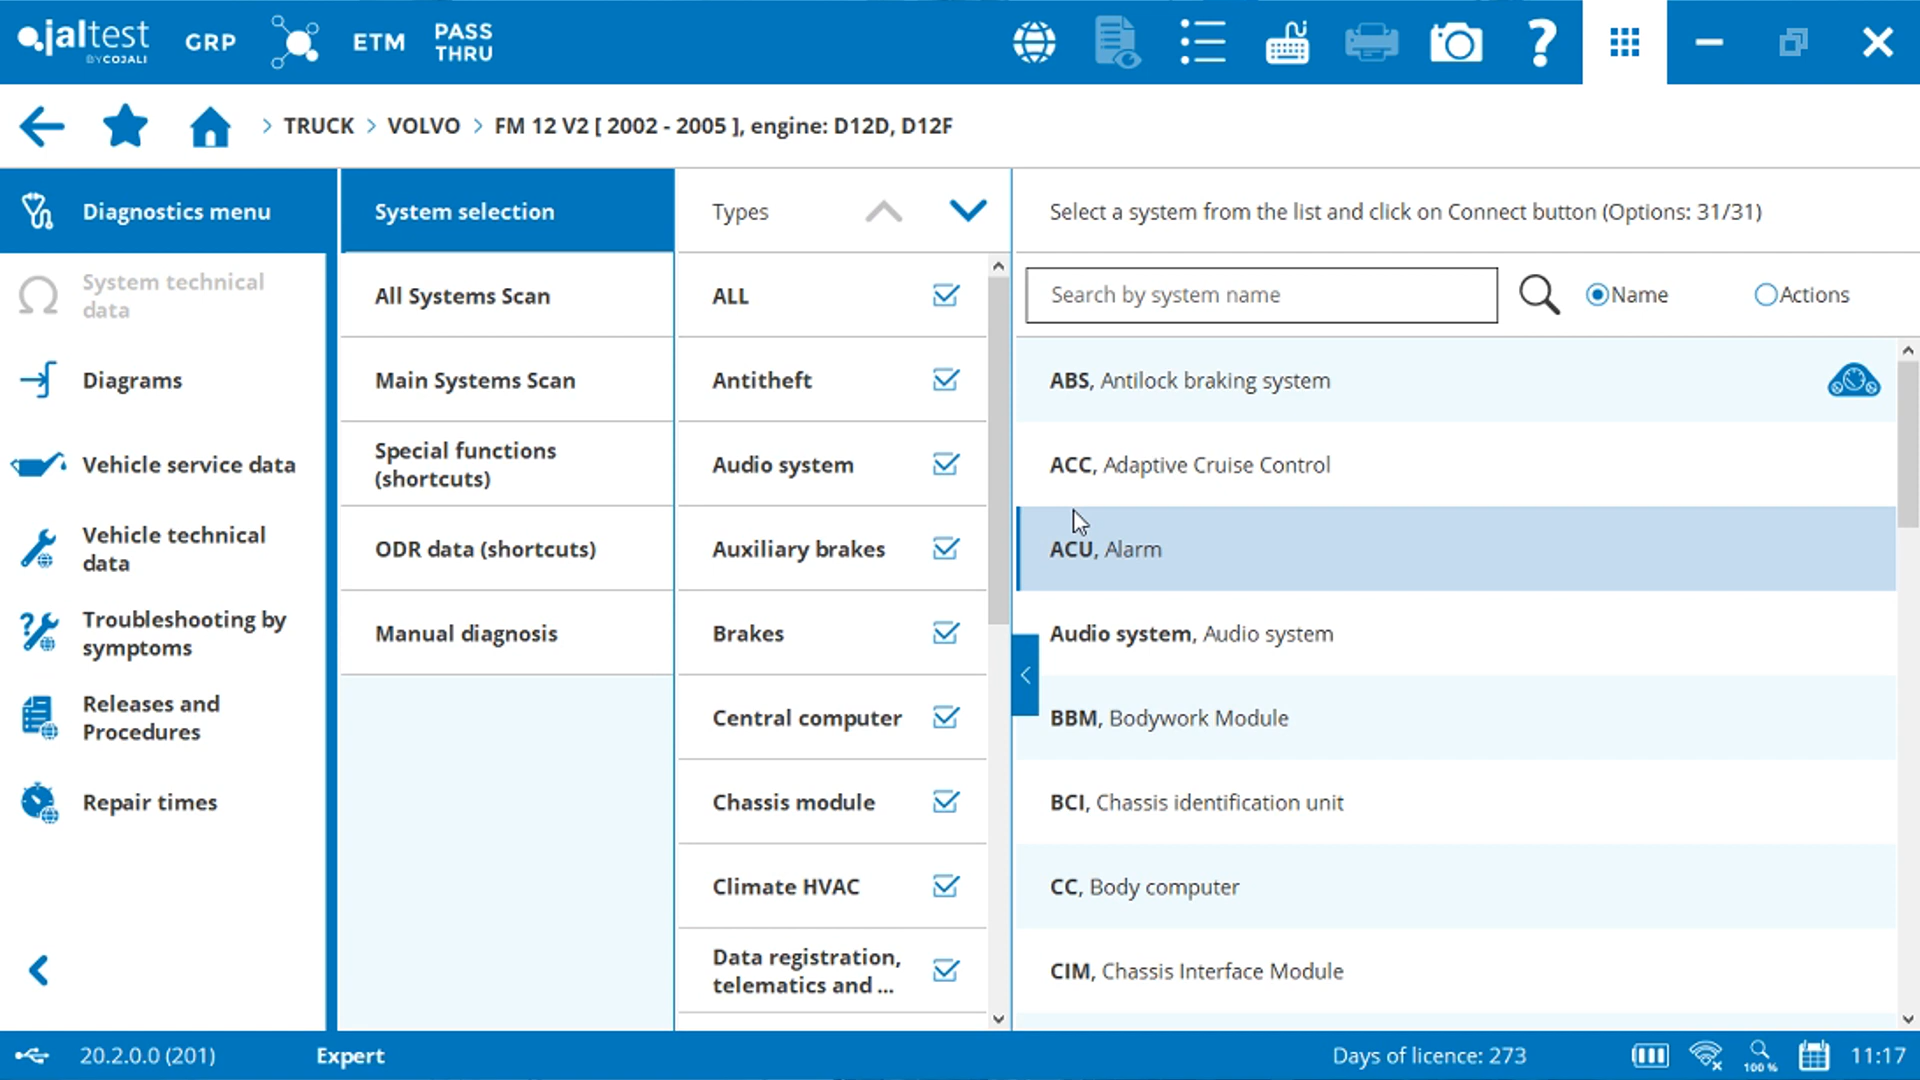 jaltest
BY COJALI
GRP
ETM
PASS
THRU
> TRUCK > VOLVO > FM 12 V2 [ 2002 - 2005 ], engine: D12D, D12F
Diagnostics menu
System technical
data
Diagrams
Vehicle service data
Vehicle technical
data
Troubleshooting by
symptoms
Releases and
Procedures
Repair times
System selection
All Systems Scan
Main Systems Scan
Special functions
(shortcuts)
ODR data (shortcuts)
Manual diagnosis
Types
ALL
Antitheft
Audio system
Auxiliary brakes
Brakes
Central computer
Chassis module
Climate HVAC
Data registration,
telematics and ...
Select a system from the list and click on Connect button (Options: 31/31)
Search by system name
Name
Actions
ABS, Antilock braking system
ACC, Adaptive Cruise Control
ACU, Alarm
Audio system, Audio system
BBM, Bodywork Module
BCI, Chassis identification unit
CC, Body computer
CIM, Chassis Interface Module
20.2.0.0 (201)
Expert
Days of licence: 273
100 %
11:17